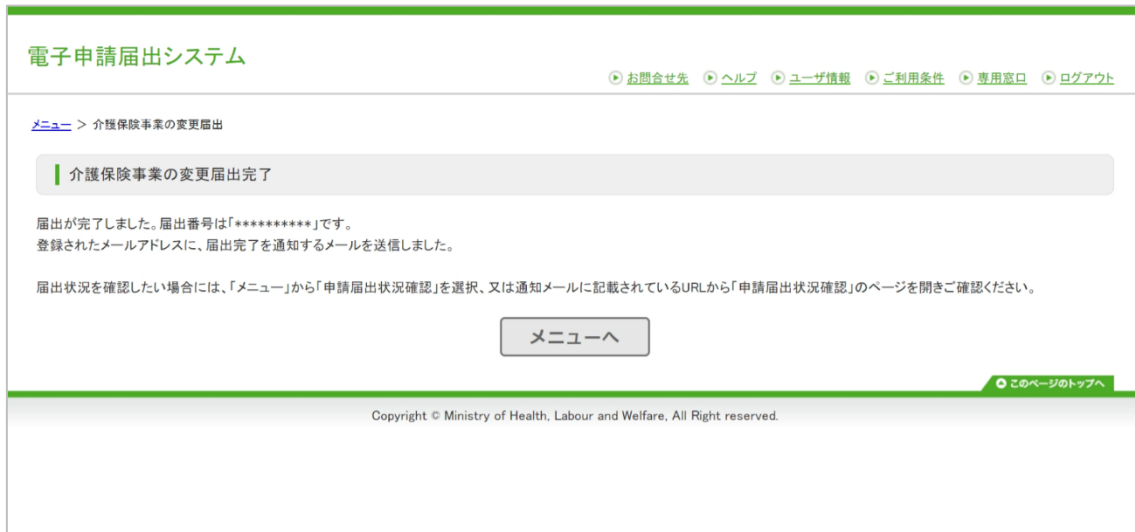 電子申請届出システム
お問合せ先 ヘルプ ユーザ情報 ご利用条件 専用窓口 ログアウト
メニュー ＞ 介護保険事業の変更届出
介護保険事業の変更届出完了
届出が完了しました。届出番号は「**********」です。
登録されたメールアドレスに、届出完了を通知するメールを送信しました。
届出状況を確認したい場合には、「メニュー」から「申請届出状況確認」を選択、又は通知メールに記載されているURLから「申請届出状況確認」のページを開きご確認ください。
メニューへ
このページのトップへ
Copyright © Ministry of Health, Labour and Welfare, All Right reserved.